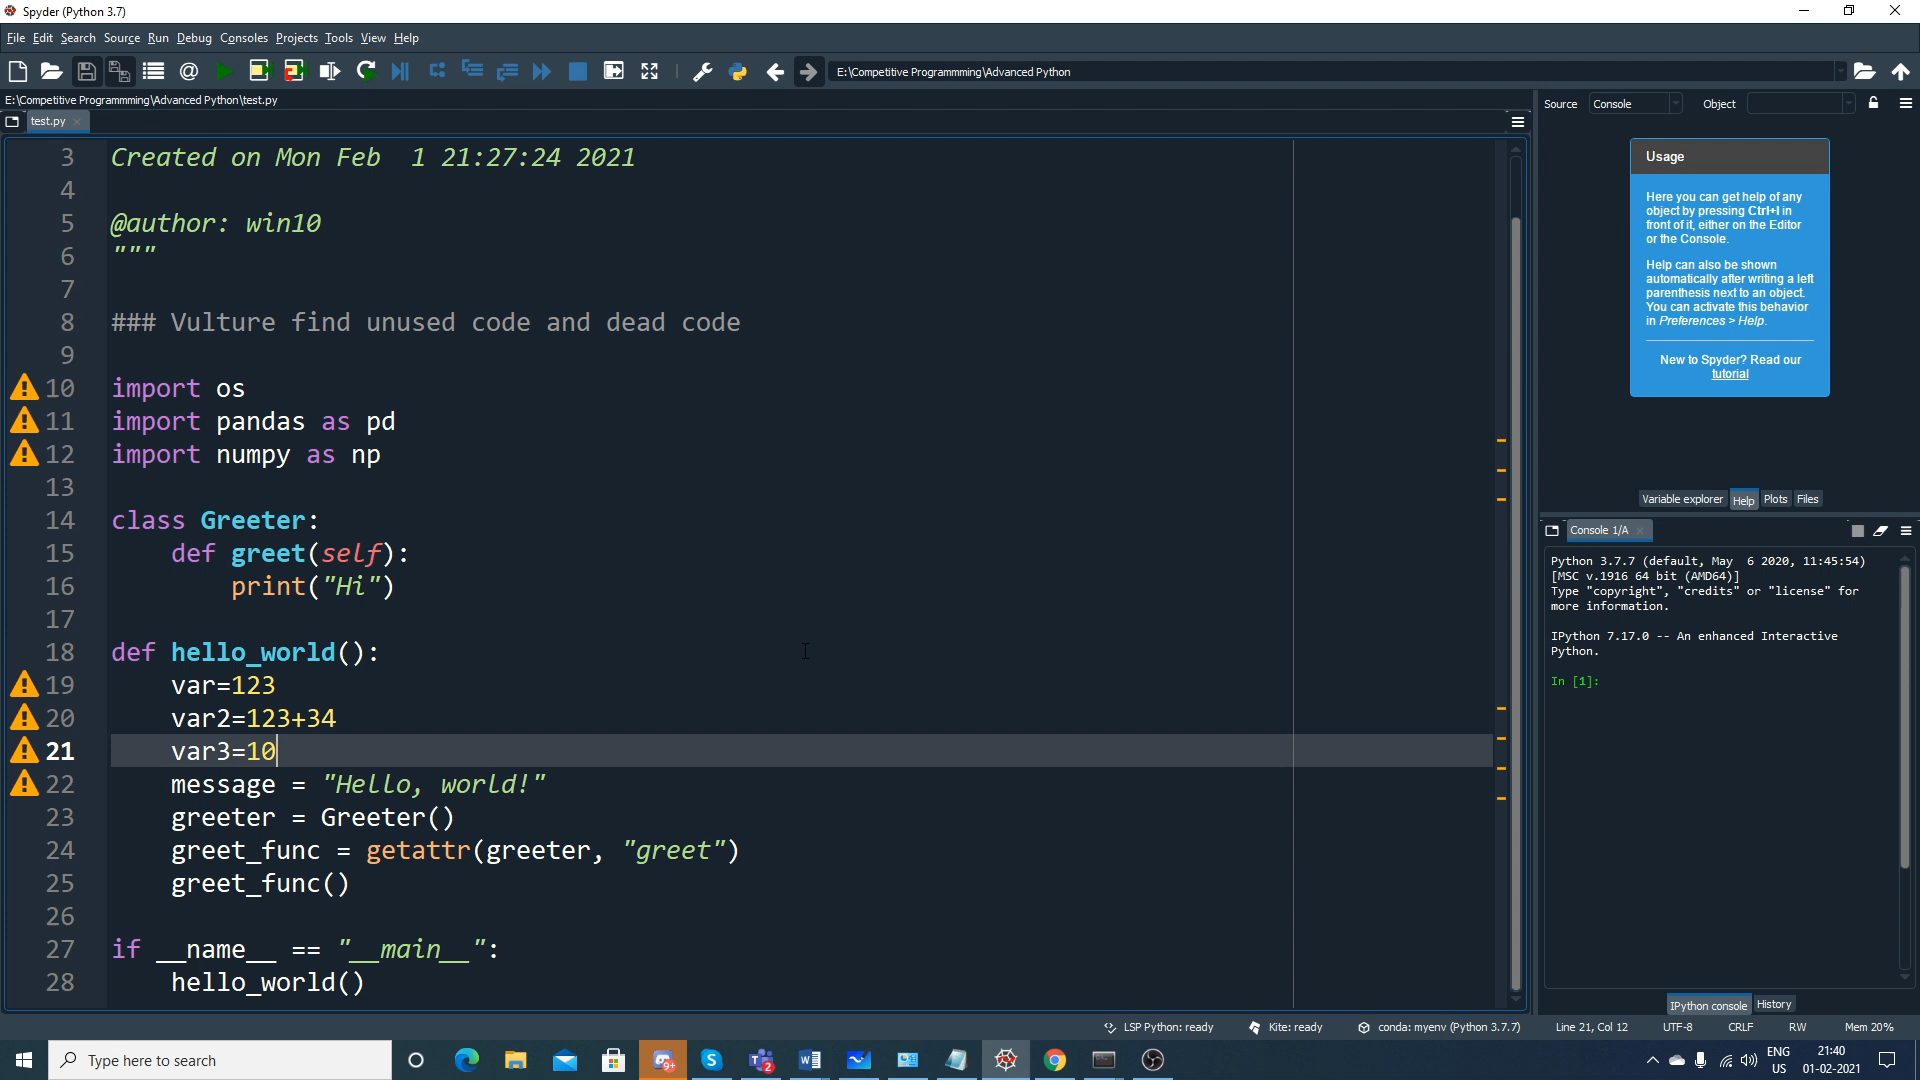 Spyder (Python 3.7)
File Edit Search Source Run Debug Consoles Projects Tools View Help
E:\Competitive Programmming\Advanced Python
E:\Competitive Programmming\Advanced Python\test.py
test.py
3 Created on Mon Feb  1 21:27:24 2021
4
5 @author: win10
6 """
7
8 ### Vulture find unused code and dead code
9
10 import os
11 import pandas as pd
12 import numpy as np
13
14 class Greeter:
15     def greet(self):
16         print("Hi")
17
18 def hello_world():
19     var=123
20     var2=123+34
21     var3=10
22     message = "Hello, world!"
23     greeter = Greeter()
24     greet_func = getattr(greeter, "greet")
25     greet_func()
26
27 if __name__ == "__main__":
28     hello_world()
Source Console Object
Usage
Here you can get help of any
object by pressing Ctrl+I in
front of it, either on the Editor
or the Console.
Help can also be shown
automatically after writing a left
parenthesis next to an object.
You can activate this behavior
in Preferences > Help.
New to Spyder? Read our
tutorial
Variable explorer Help Plots Files
Console 1/A
Python 3.7.7 (default, May  6 2020, 11:45:54)
[MSC v.1916 64 bit (AMD64)]
Type "copyright", "credits" or "license" for
more information.
IPython 7.17.0 -- An enhanced Interactive
Python.
In [1]:
IPython console History
LSP Python: ready Kite: ready conda: myenv (Python 3.7.7) Line 21, Col 12 UTF-8 CRLF RW Mem 20%
Type here to search
9+
2
ENG
US
21:40
01-02-2021